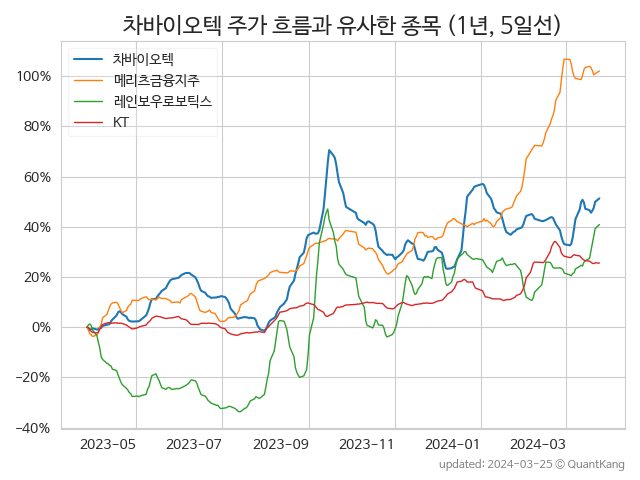 차바이오텍 주가 흐름과 유사한 종목 (1년, 5일선)
차바이오텍
메리츠금융지주
레인보우로보틱스
KT
100%
80%
60%
40%
20%
0%
−20%
−40%
2023-05 2023-07 2023-09 2023-11 2024-01 2024-03
updated: 2024-03-25 © QuantKang